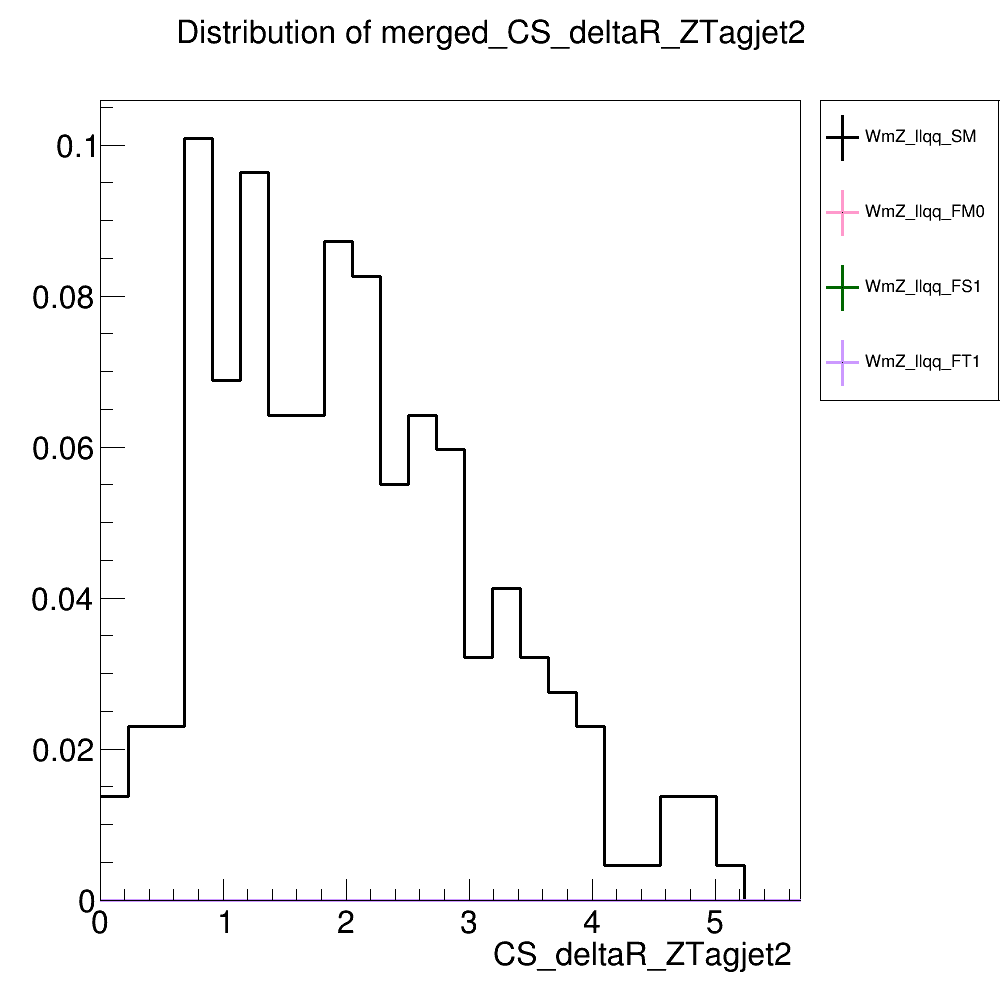 Distribution of merged_CS_deltaR_ZTagjet2
0.1
0.08
0.06
0.04
0.02
0
0 1 2 3 4 5
CS_deltaR_ZTagjet2
WmZ_llqq_SM
WmZ_llqq_FM0
WmZ_llqq_FS1
WmZ_llqq_FT1